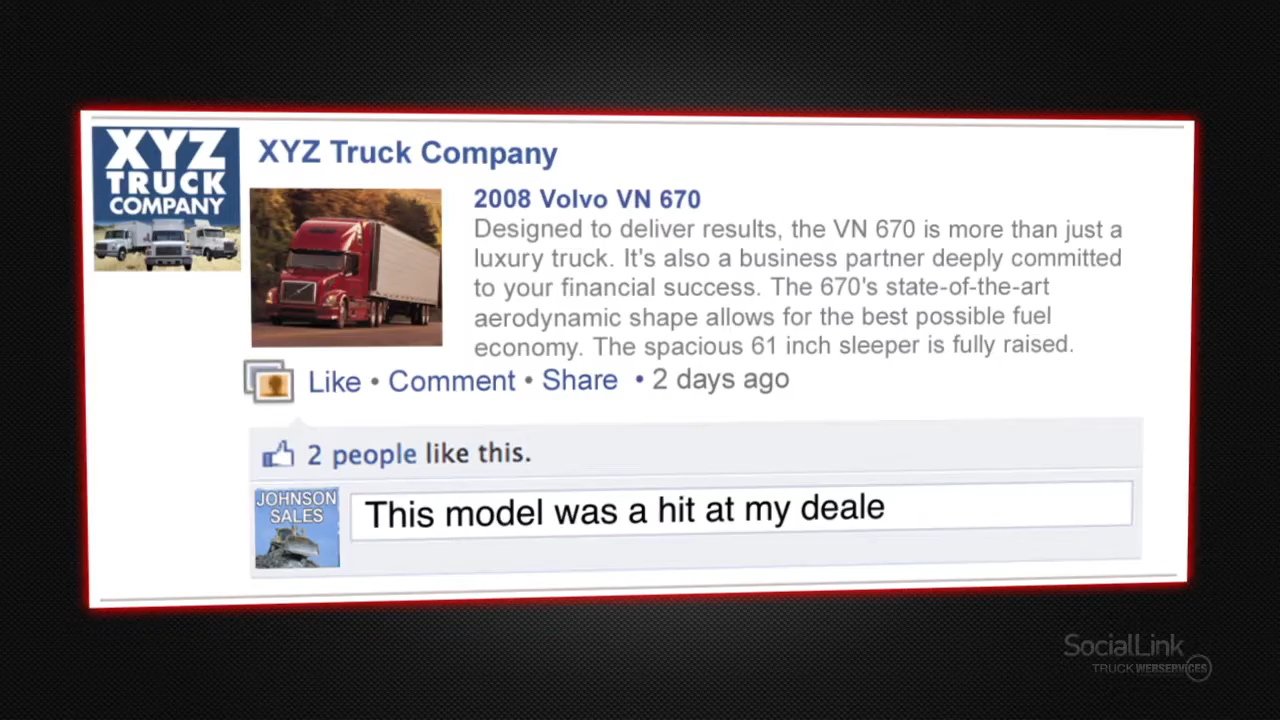 XYZ
TRUCK
COMPANY
XYZ Truck Company
2008 Volvo VN 670
Designed to deliver results, the VN 670 is more than just a
luxury truck. It's also a business partner deeply committed
to your financial success. The 670's state-of-the-art
aerodynamic shape allows for the best possible fuel
economy. The spacious 61 inch sleeper is fully raised.
Like • Comment • Share • 2 days ago
2 people like this.
JOHNSON
SALES
This model was a hit at my deale
SocialLink
TRUCK WEBSERVICES